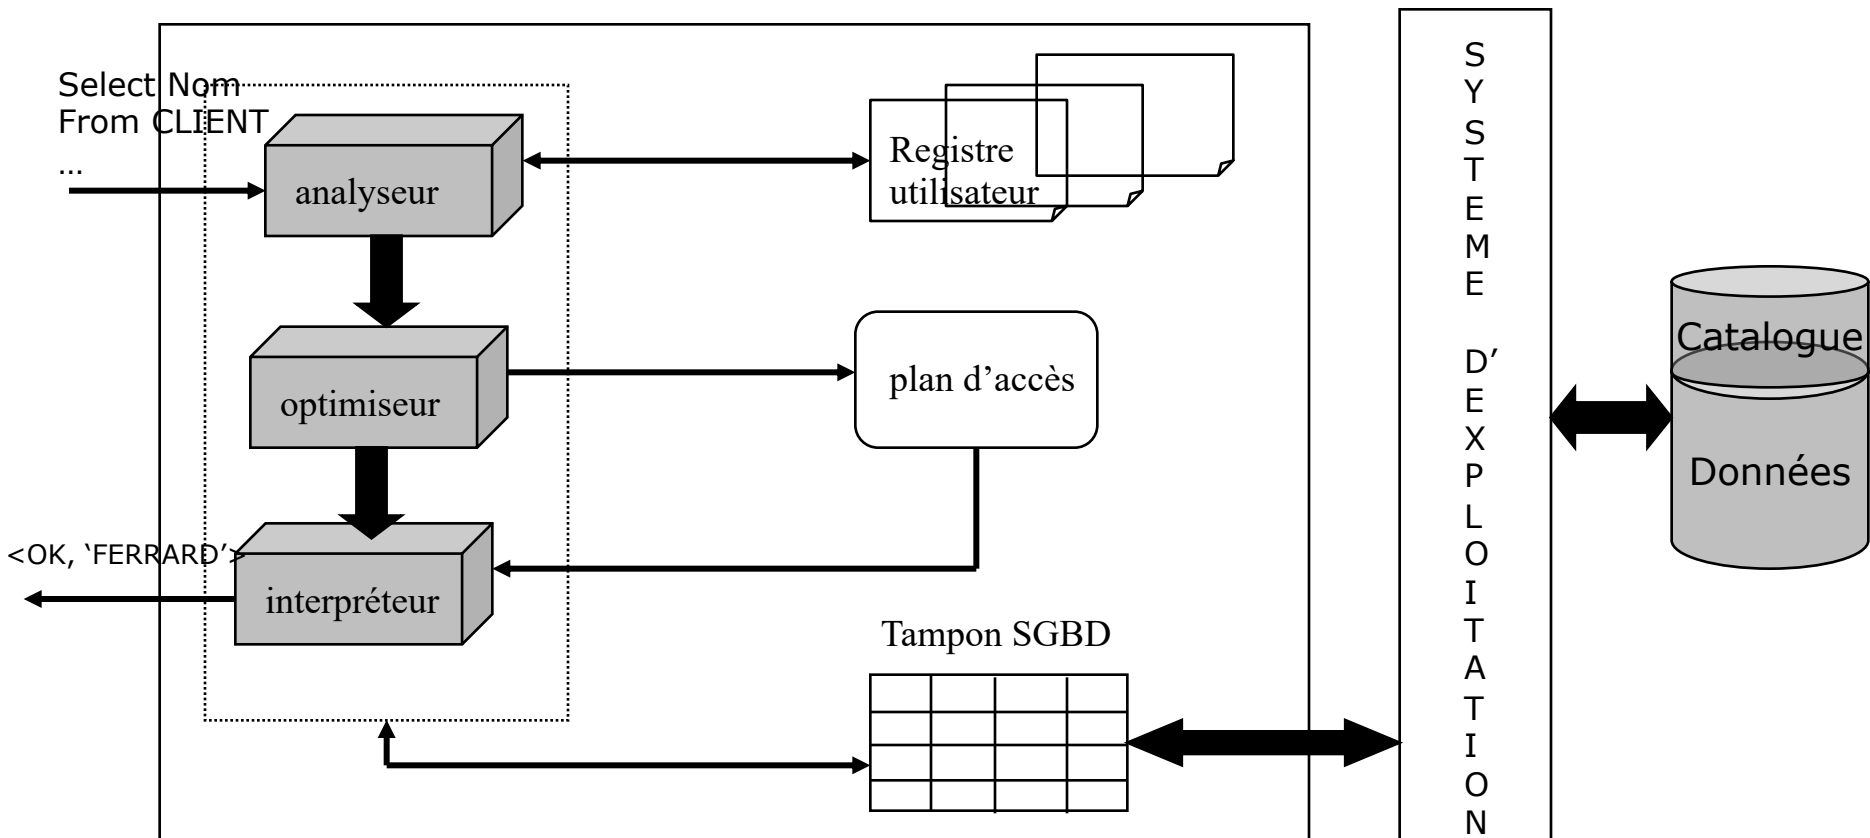 Select Nom
From CLIENT
...
analyseur
Registre
utilisateur
optimiseur
plan d’accès
<OK, ‘FERRARD’>
interpréteur
Tampon SGBD
S
Y
S
T
E
M
E
D’
E
X
P
L
O
I
T
A
T
I
O
N
Catalogue
Données